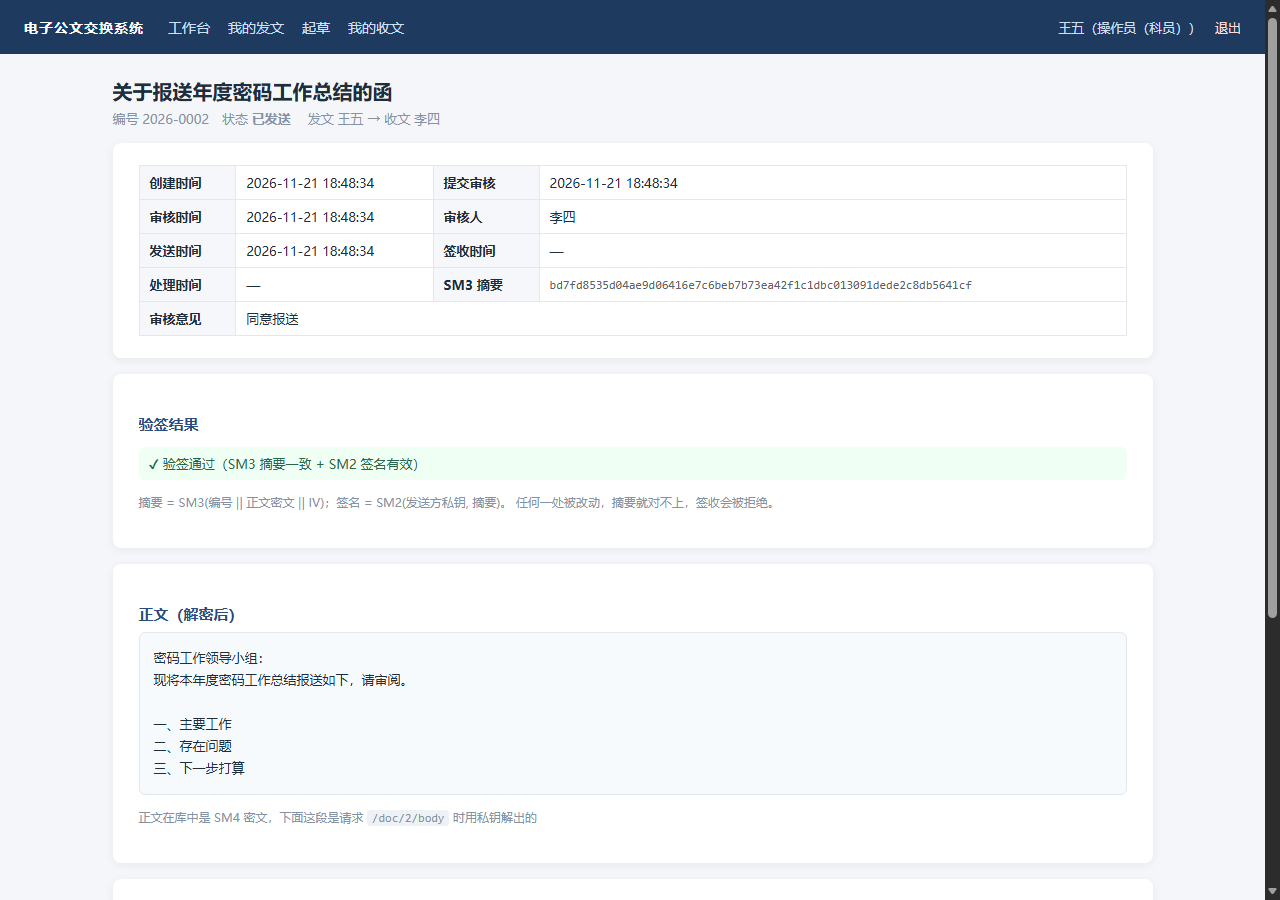 电子公文交换系统 工作台 我的发文 起草 我的收文 王五（操作员（科员）） 退出
关于报送年度密码工作总结的函
编号 2026-0002 状态 已发送 发文 王五 → 收文 李四
创建时间 2026-11-21 18:48:34 提交审核 2026-11-21 18:48:34
审核时间 2026-11-21 18:48:34 审核人 李四
发送时间 2026-11-21 18:48:34 签收时间 —
处理时间 — SM3 摘要 bd7fd8535d04ae9d06416e7c6beb7b73ea42f1c1dbc013091dede2c8db5641cf
审核意见 同意报送
验签结果
✓ 验签通过（SM3 摘要一致 + SM2 签名有效）
摘要 = SM3(编号 || 正文密文 || IV)；签名 = SM2(发送方私钥, 摘要)。 任何一处被改动，摘要就对不上，签收会被拒绝。
正文（解密后）
密码工作领导小组：
现将本年度密码工作总结报送如下，请审阅。
一、主要工作
二、存在问题
三、下一步打算
正文在库中是 SM4 密文，下面这段是请求 /doc/2/body 时用私钥解出的